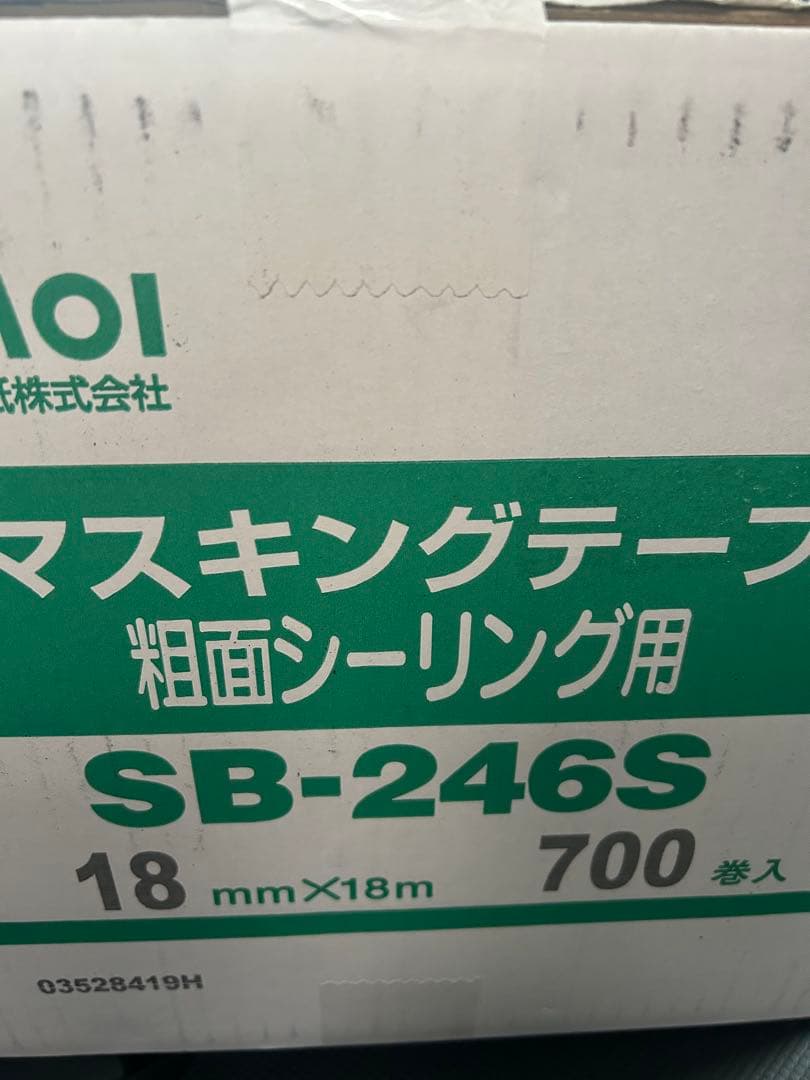 MOI
紙株式会社
マスキングテープ
粗面シーリング用
SB-246S
18 mm×18m 700 巻入
03528419H